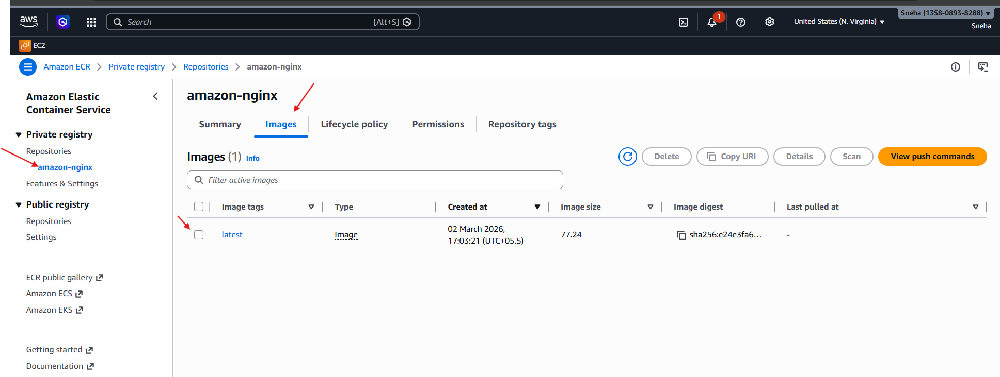 aws
Search [Alt+S]
1
United States (N. Virginia)
Sneha (1358-0893-8288)
Sneha
EC2
Amazon ECR
Private registry
Repositories
amazon-nginx
Amazon Elastic
Container Service
Private registry
Repositories
amazon-nginx
Features & Settings
Public registry
Repositories
Settings
ECR public gallery
Amazon ECS
Amazon EKS
Getting started
Documentation
amazon-nginx
Summary
Images
Lifecycle policy
Permissions
Repository tags
Images (1) Info
Delete
Copy URI
Details
Scan
View push commands
Filter active images
Image tags
Type
Created at
Image size
Image digest
Last pulled at
latest
Image
02 March 2026,
17:03:21 (UTC+05.5)
77.24
sha256:e24e3fa6...
-